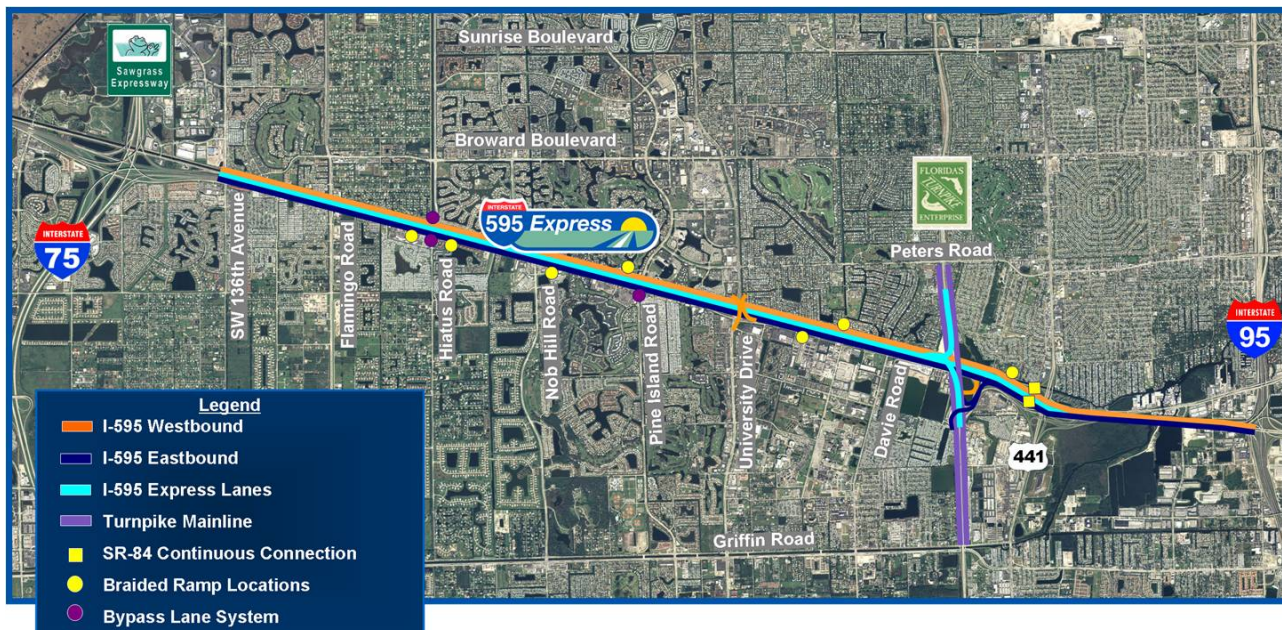 Sunrise Boulevard
Sawgrass
Expressway
Broward Boulevard
FLORIDA'S
TURNPIKE
ENTERPRISE
INTERSTATE
595 Express
INTERSTATE
75
Peters Road
SW 136th Avenue
Flamingo Road
Hiatus Road
Nob Hill Road
Pine Island Road
University Drive
Davie Road
INTERSTATE
95
441
Griffin Road
Legend
I-595 Westbound
I-595 Eastbound
I-595 Express Lanes
Turnpike Mainline
SR-84 Continuous Connection
Braided Ramp Locations
Bypass Lane System